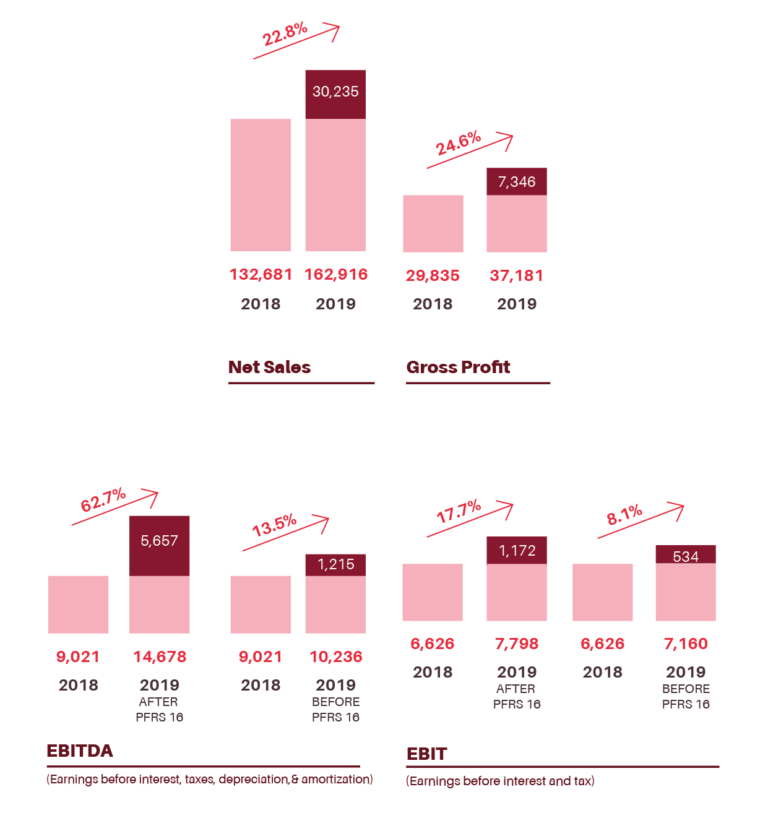 22.8%
30,235
24.6%
7,346
132,681 162,916 29,835 37,181
2018 2019 2018 2019
Net Sales Gross Profit
62.7%
5,657
13.5%
1,215
17.7%
1,172
8.1%
534
9,021 14,678 9,021 10,236
2018 2019 2018 2019
AFTER BEFORE
PFRS 16 PFRS 16
6,626 7,798 6,626 7,160
2018 2019 2018 2019
AFTER BEFORE
PFRS 16 PFRS 16
EBITDA
(Earnings before interest, taxes, depreciation,& amortization)
EBIT
(Earnings before interest and tax)